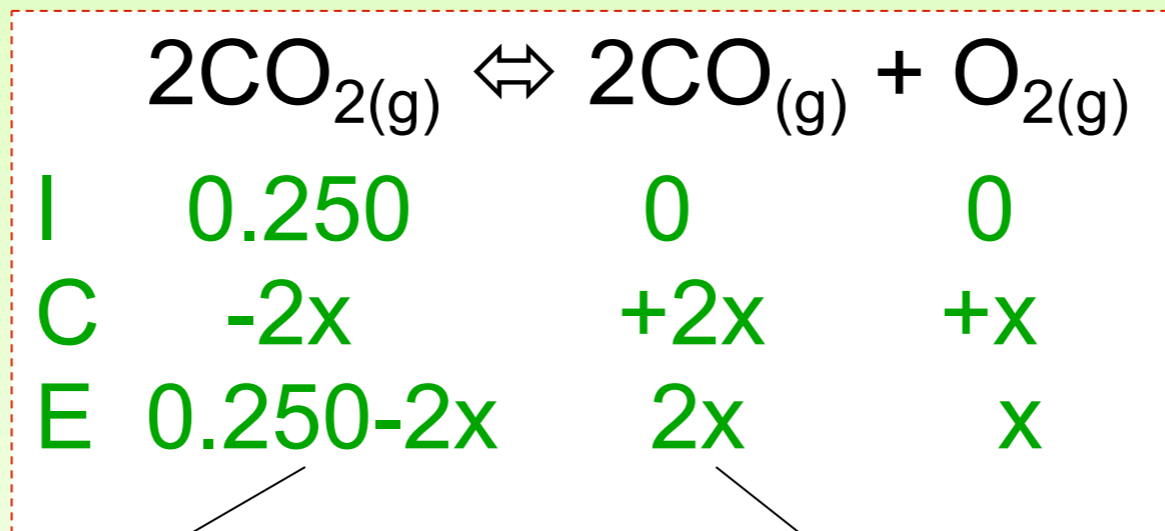 2CO₂(g) ⇔ 2CO(g) + O₂(g)
I 0.250 0 0
C -2x +2x +x
E 0.250-2x 2x x